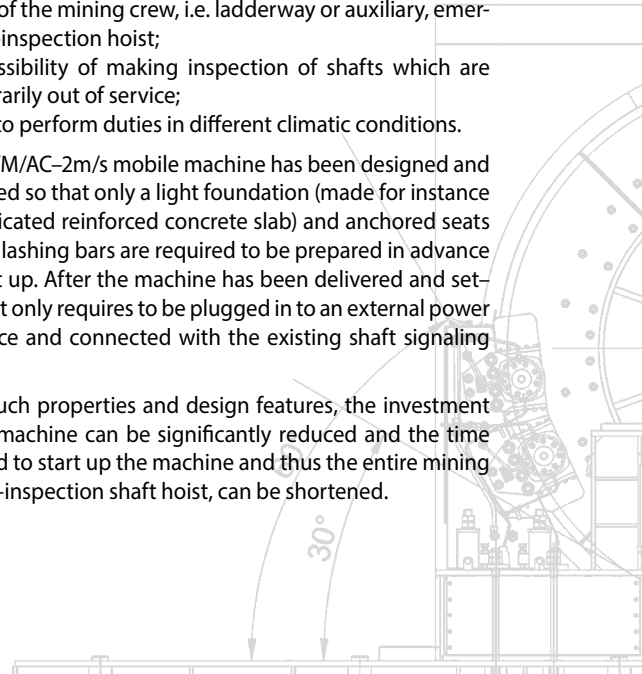 of the mining crew, i.e. ladderway or auxiliary, emer-
inspection hoist;
ssibility of making inspection of shafts which are
rarily out of service;
to perform duties in different climatic conditions.
/M/AC–2m/s mobile machine has been designed and
ed so that only a light foundation (made for instance
icated reinforced concrete slab) and anchored seats
lashing bars are required to be prepared in advance
t up. After the machine has been delivered and set–
t only requires to be plugged in to an external power
ce and connected with the existing shaft signaling
uch properties and design features, the investment
machine can be significantly reduced and the time
d to start up the machine and thus the entire mining
-inspection shaft hoist, can be shortened.
30°